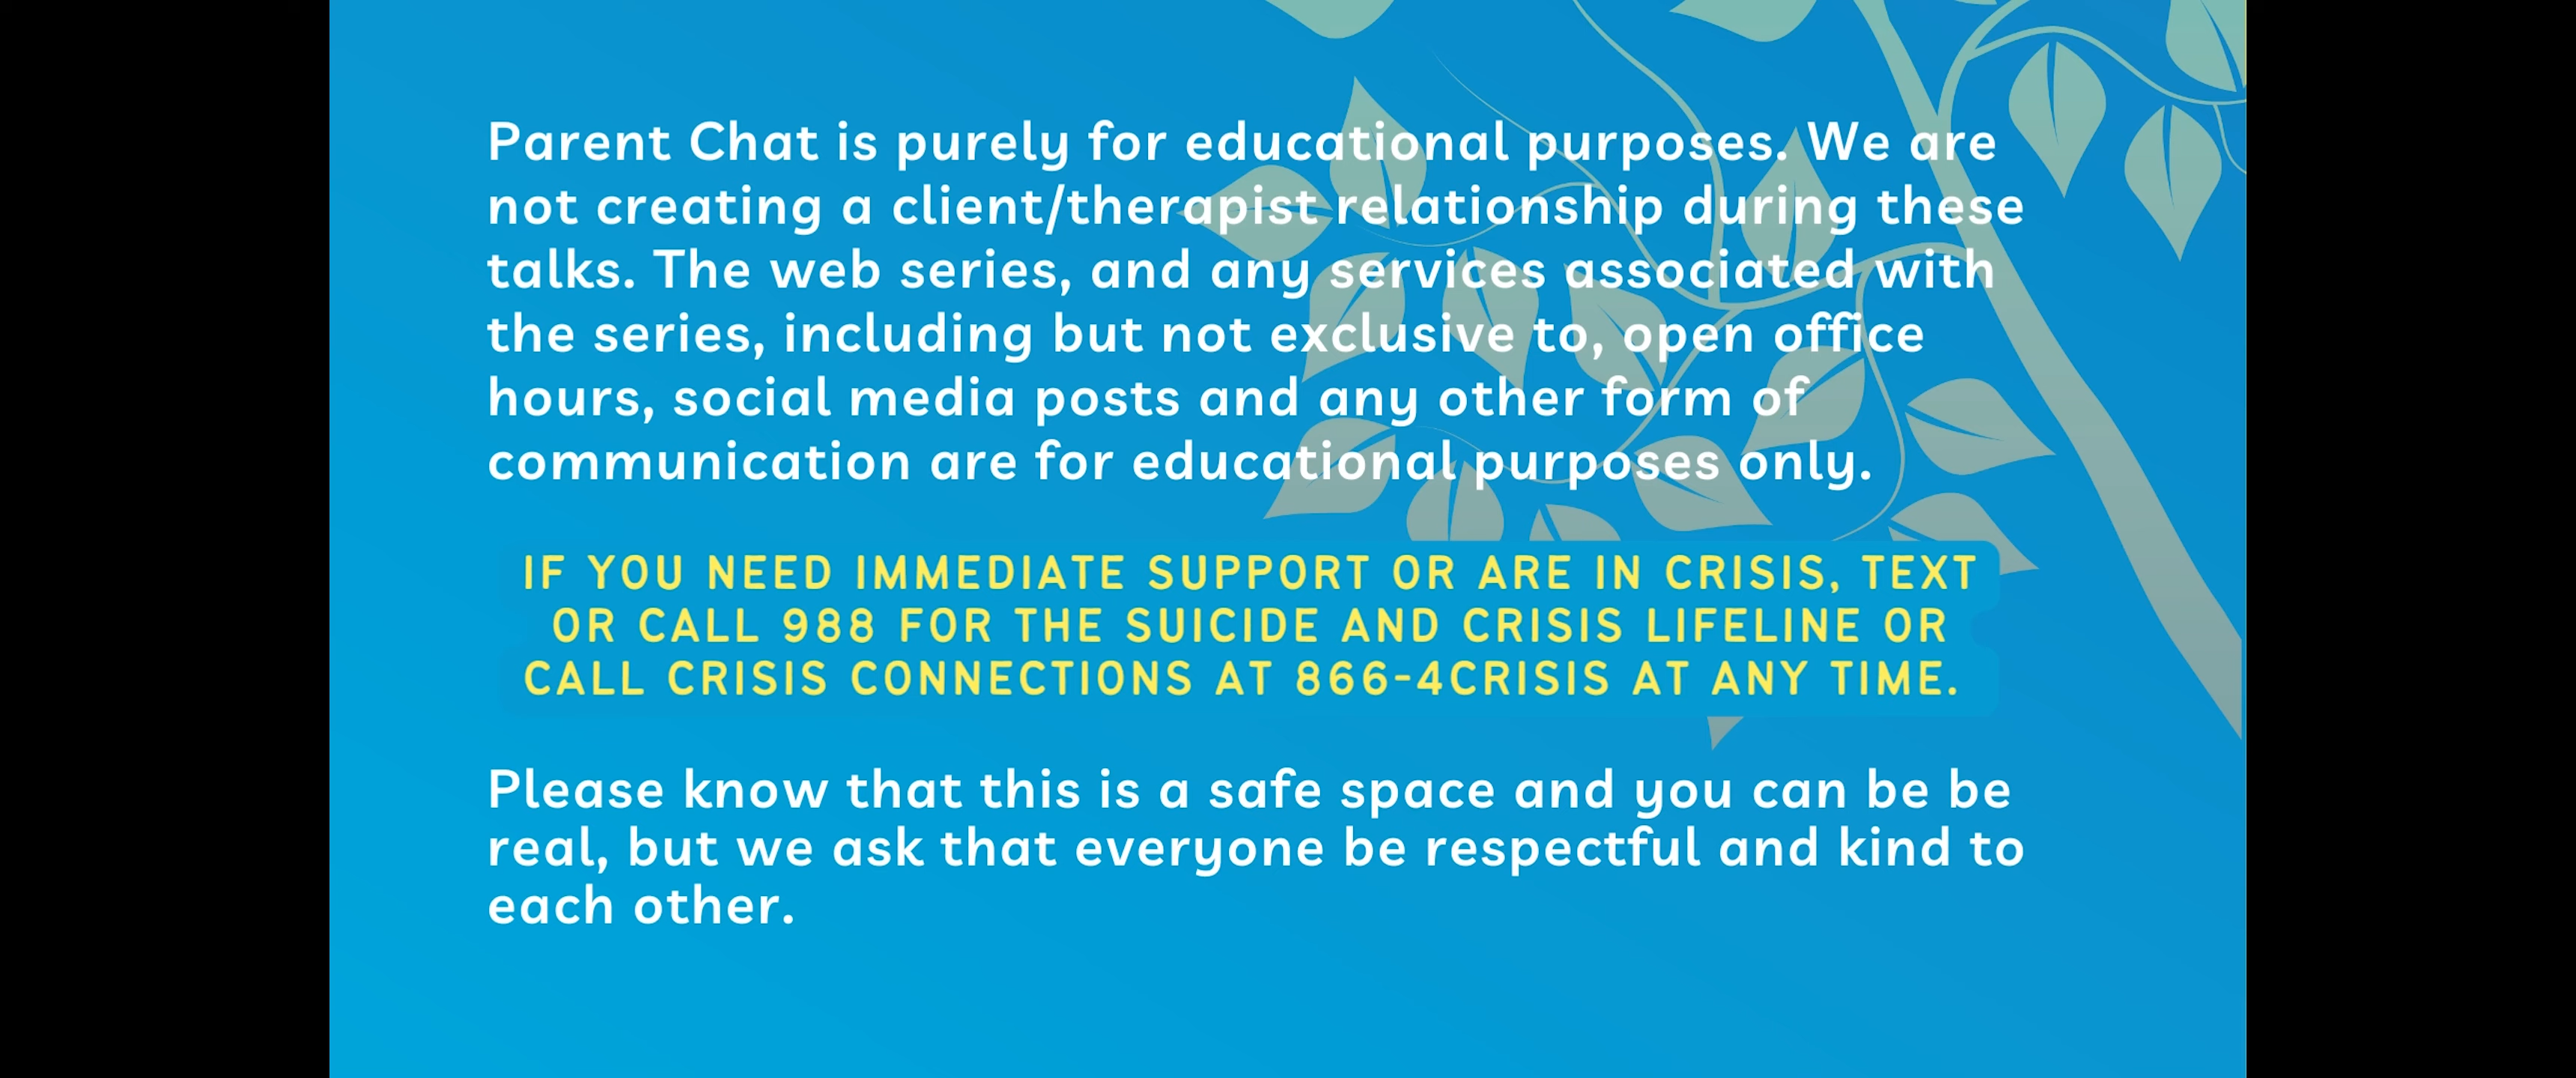 Parent Chat is purely for educational purposes. We are
not creating a client/therapist relationship during these
talks. The web series, and any services associated with
the series, including but not exclusive to, open office
hours, social media posts and any other form of
communication are for educational purposes only.
IF YOU NEED IMMEDIATE SUPPORT OR ARE IN CRISIS, TEXT
OR CALL 988 FOR THE SUICIDE AND CRISIS LIFELINE OR
CALL CRISIS CONNECTIONS AT 866-4CRISIS AT ANY TIME.
Please know that this is a safe space and you can be be
real, but we ask that everyone be respectful and kind to
each other.